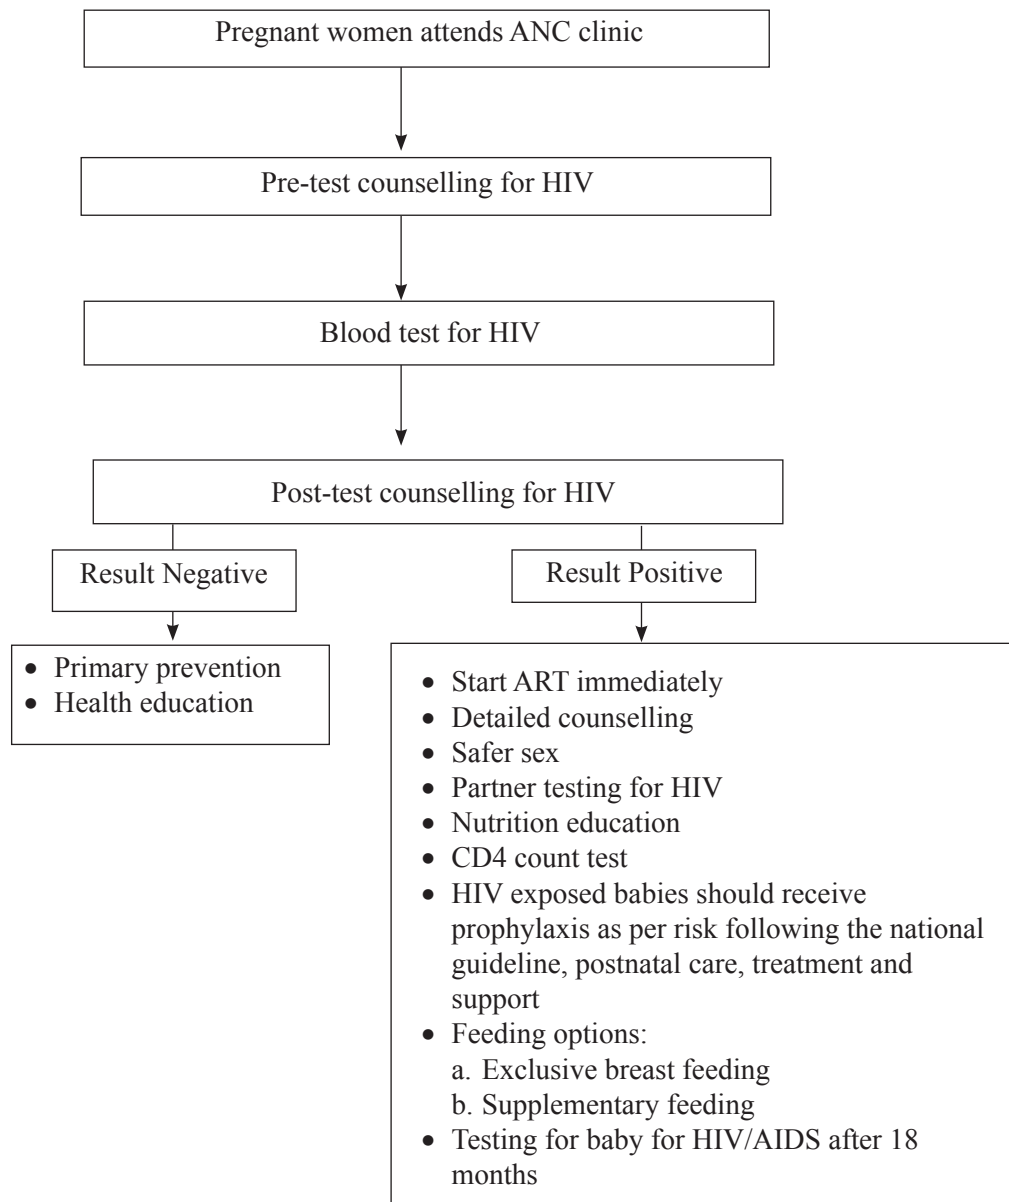 Pregnant women attends ANC clinic
Pre-test counselling for HIV
Blood test for HIV
Post-test counselling for HIV
Result Negative
Result Positive
• Primary prevention
• Health education
• Start ART immediately
• Detailed counselling
• Safer sex
• Partner testing for HIV
• Nutrition education
• CD4 count test
• HIV exposed babies should receive
prophylaxis as per risk following the national
guideline, postnatal care, treatment and
support
• Feeding options:
a. Exclusive breast feeding
b. Supplementary feeding
• Testing for baby for HIV/AIDS after 18
months